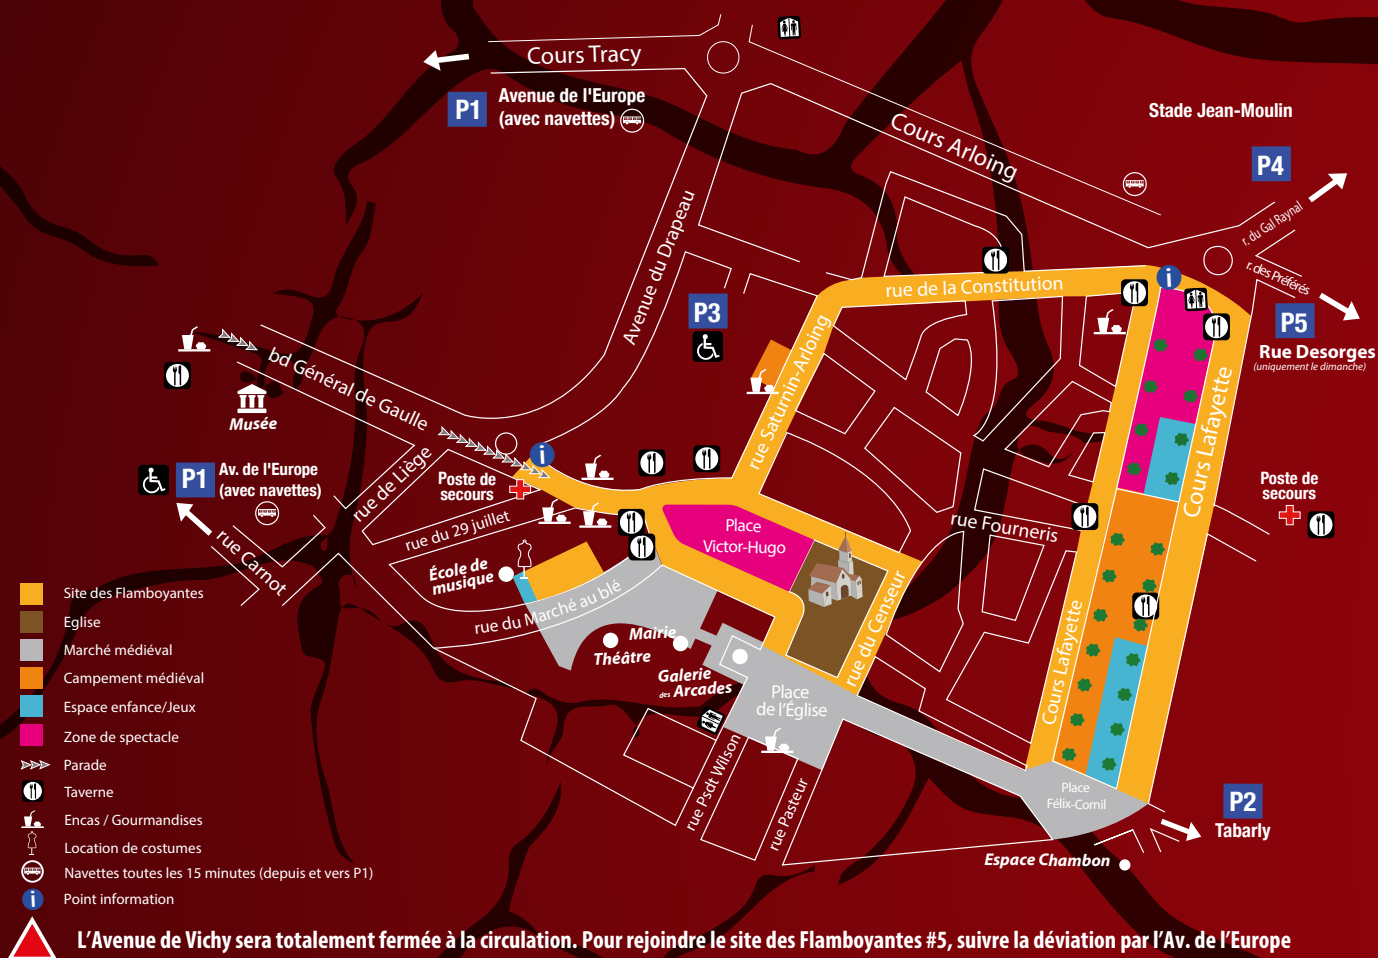 Cours Tracy
P1
Avenue de l'Europe
(avec navettes)
Cours Arloing
Stade Jean-Moulin
P4
r. du Gal Raynal
r. des Préférés
P5
Rue Desorges
(uniquement le dimanche)
Avenue du Drapeau
P3
rue de la Constitution
i
rue Saturnin-Arloing
bd Général de Gaulle
Musée
i
P1
Av. de l'Europe
(avec navettes)
rue de Liège
Poste de
secours
rue du 29 juillet
rue Carnot
École de
musique
rue du Marché au blé
Place
Victor-Hugo
rue Fourneris
Cours Lafayette
Poste de
secours
Cours Lafayette
rue du Censeur
Mairie
Théâtre
Galerie
des Arcades
Place
de l'Église
rue Psdt Wilson
rue Pasteur
Place
Félix-Cornil
P2
Tabarly
Espace Chambon
Site des Flamboyantes
Eglise
Marché médiéval
Campement médiéval
Espace enfance/Jeux
Zone de spectacle
Parade
Taverne
Encas / Gourmandises
Location de costumes
Navettes toutes les 15 minutes (depuis et vers P1)
i
Point information
L'Avenue de Vichy sera totalement fermée à la circulation. Pour rejoindre le site des Flamboyantes #5, suivre la déviation par l'Av. de l'Europe